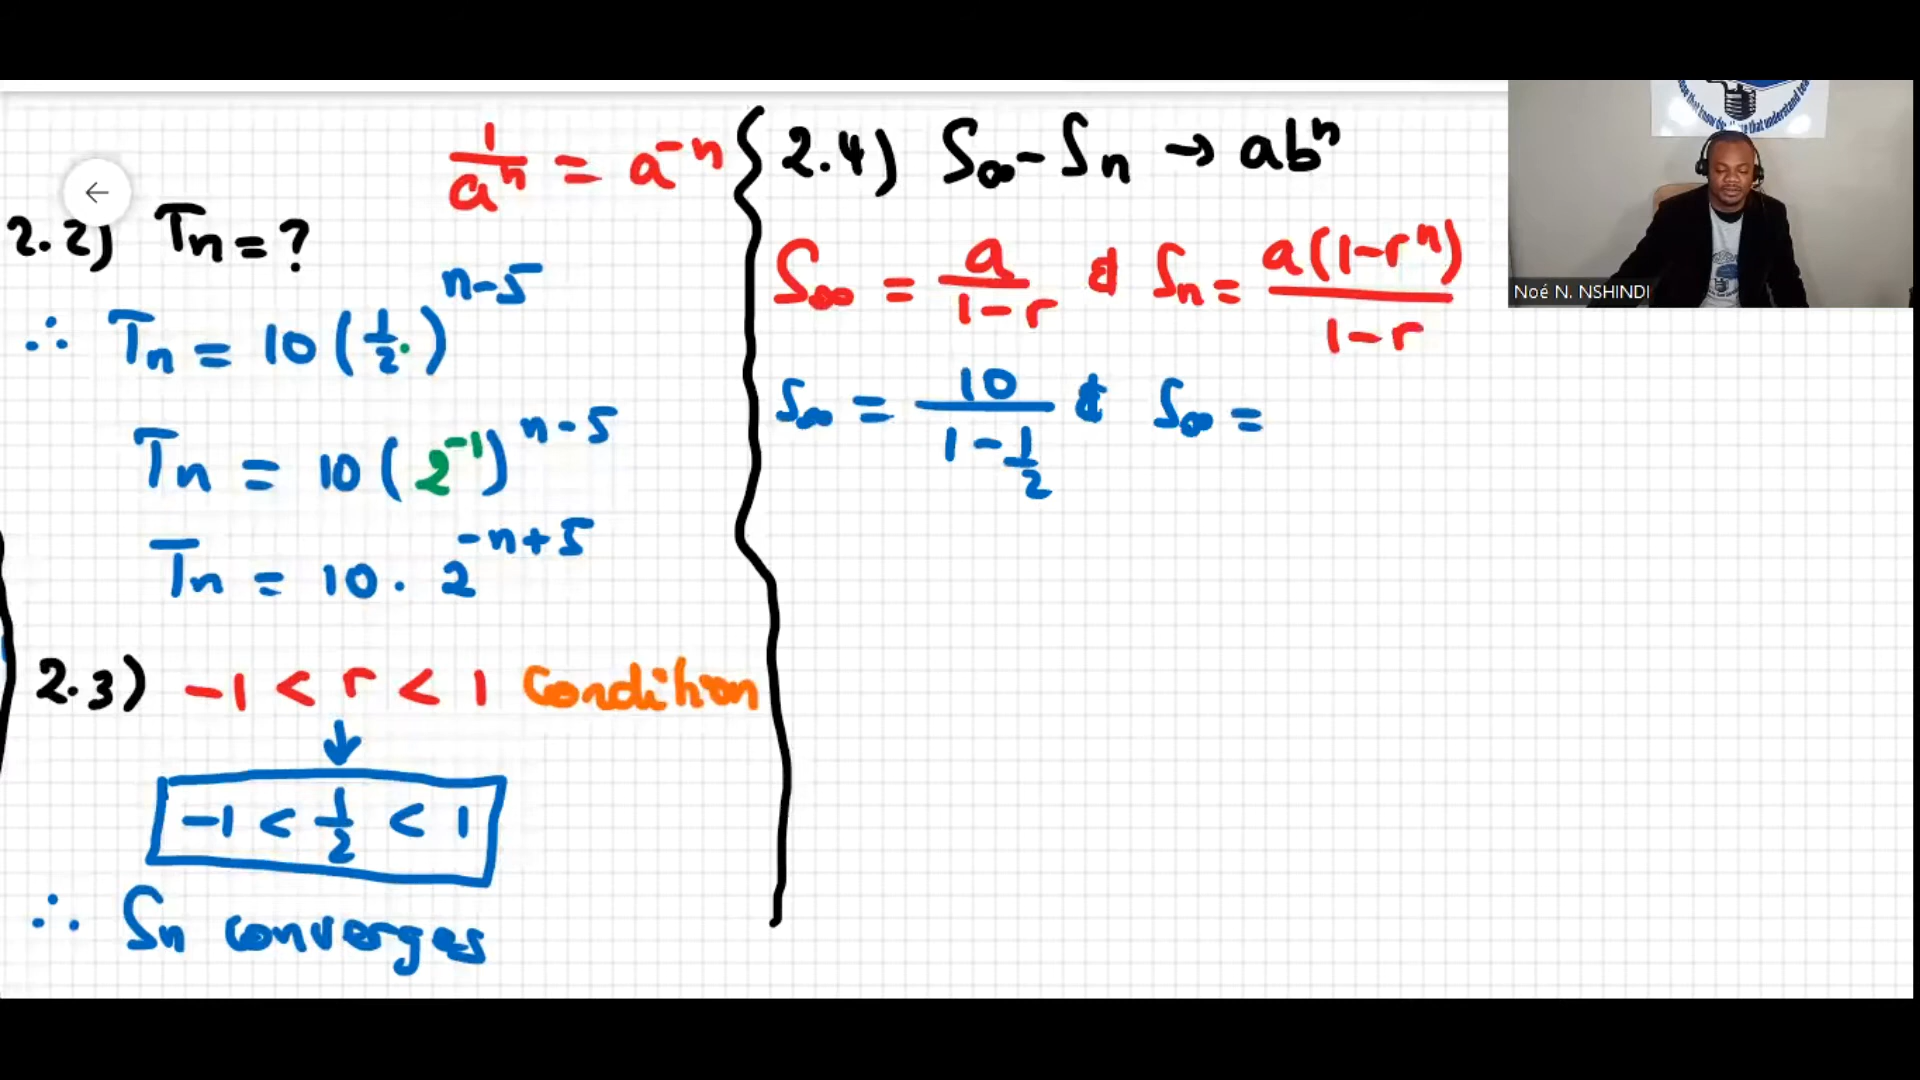 1/aⁿ = a⁻ⁿ
2.2) Tn = ?
∴ Tn = 10(1/2.)ⁿ⁻⁵
Tn = 10(2⁻¹)ⁿ⁻⁵
Tn = 10 . 2⁻ⁿ⁺⁵
2.3) -1 < r < 1 Condition
↓
-1 < 1/2 < 1
∴ Sn converges
2.4) S∞ - Sn → abⁿ
S∞ = a/(1-r) & Sn = a(1-rⁿ)/(1-r)
S∞ = 10/(1-1/2) & S∞ =
that understand
Noé N. NSHINDI